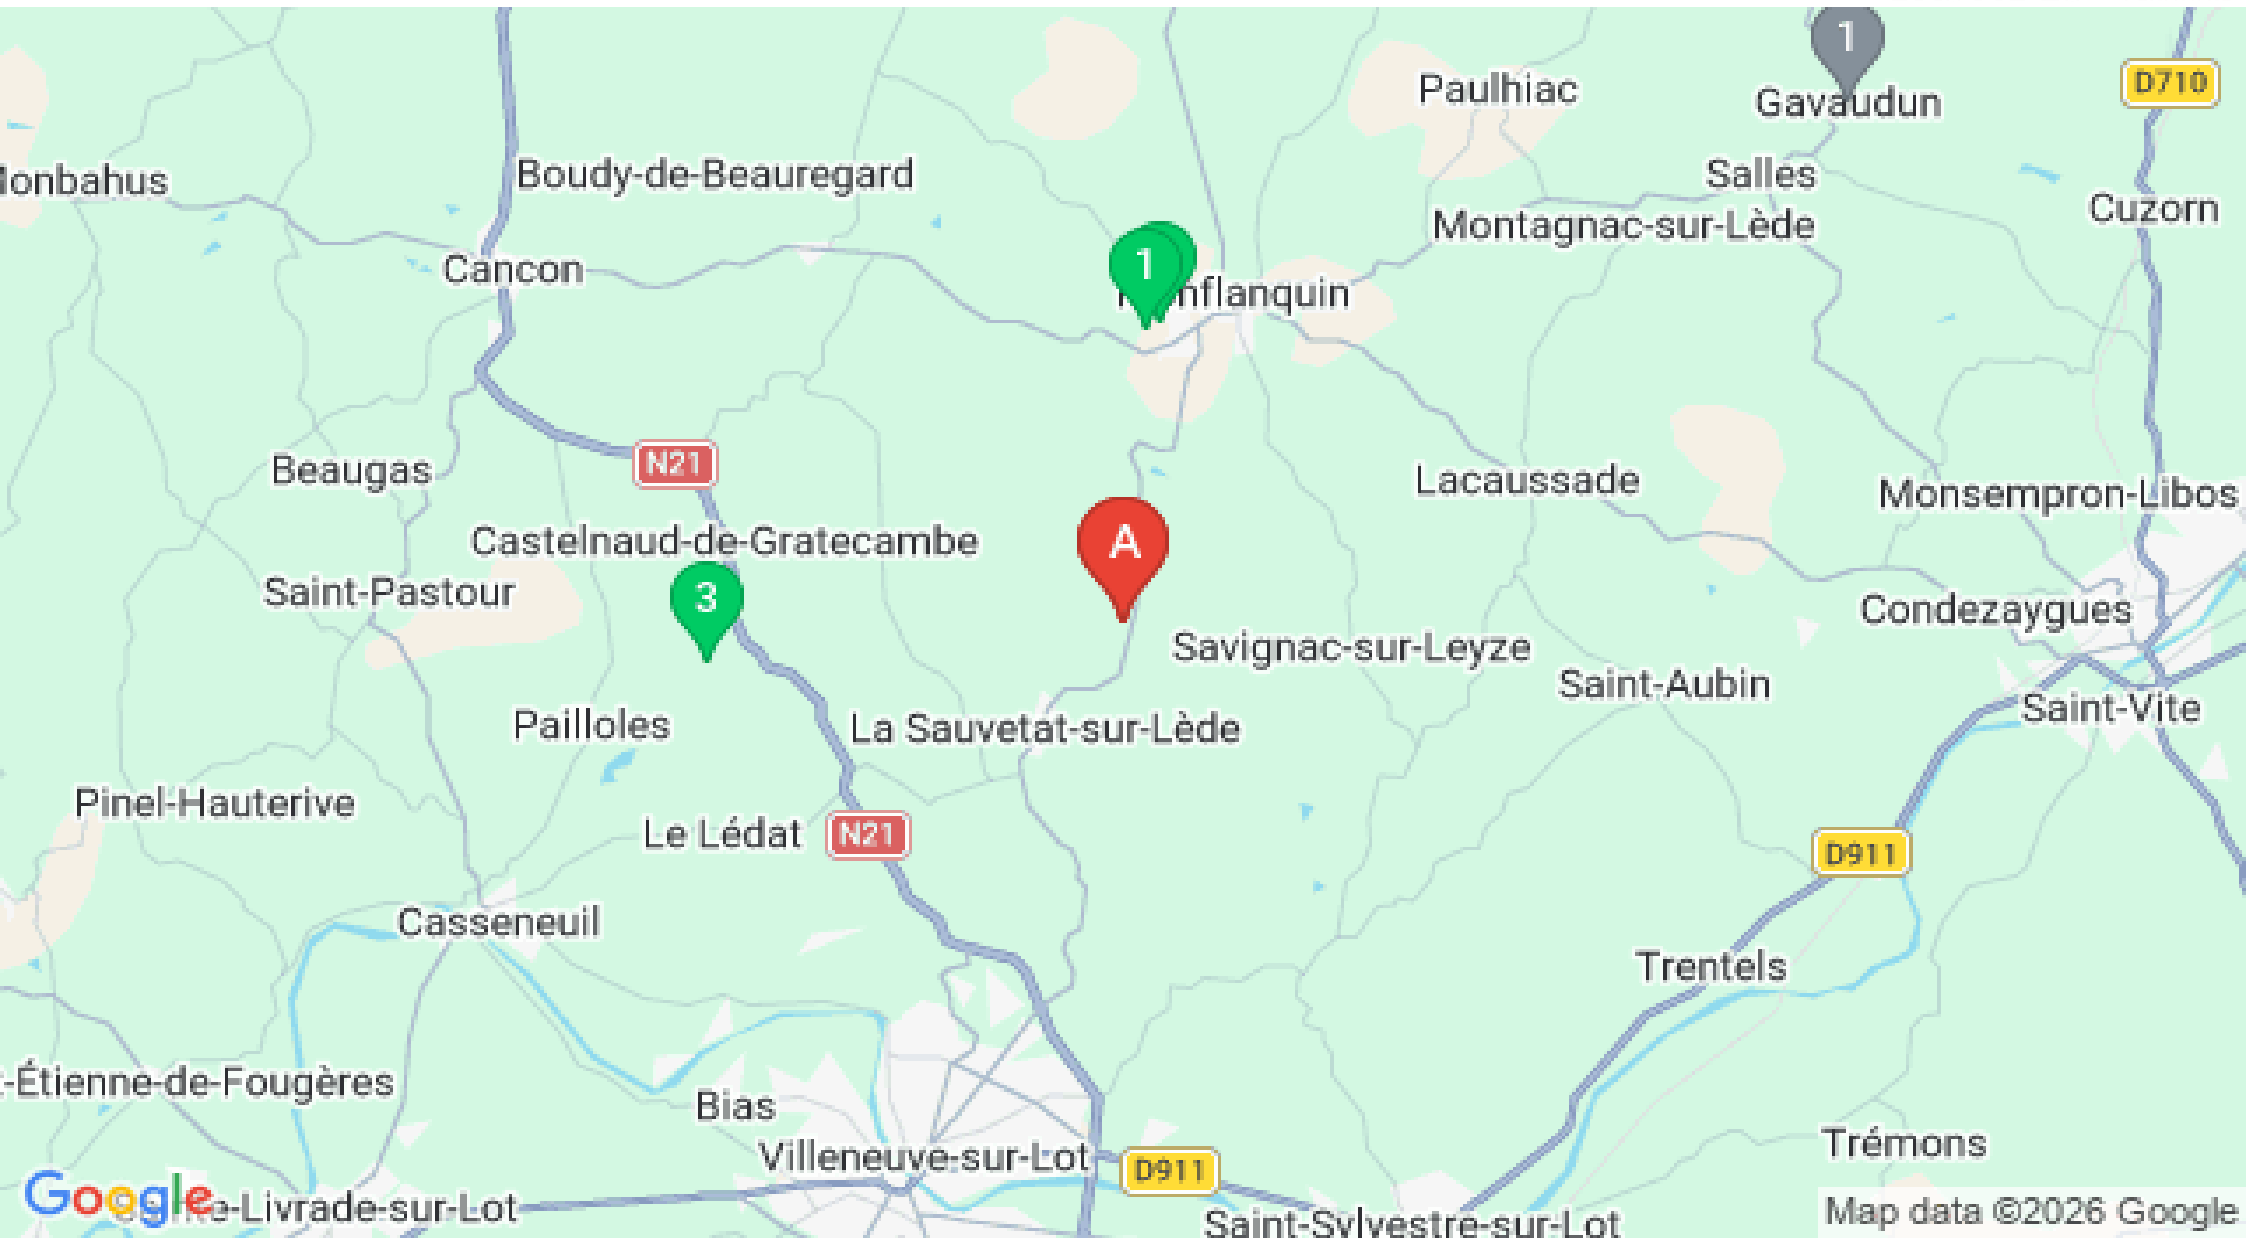 1
Paulhiac
Gavaudun
D710
Boudy-de-Beauregard
Salles
Cuzorn
Montagnac-sur-Lède
Cancon
1
Beaugas
N21
Lacaussade
Monsempron-Libos
Castelnaud-de-Gratecambe
A
Saint-Pastour
3
Condezaygues
Savignac-sur-Leyze
Saint-Aubin
Saint-Vite
Pailloles
La Sauvetat-sur-Lède
Pinel-Hauterive
Le Lédat
N21
D911
Casseneuil
Trentels
-Étienne-de-Fougères
Bias
Villeneuve-sur-Lot
D911
Trémons
Google
-Livrade-sur-Lot
Saint-Sylvestre-sur-Lot
Map data ©2026 Google